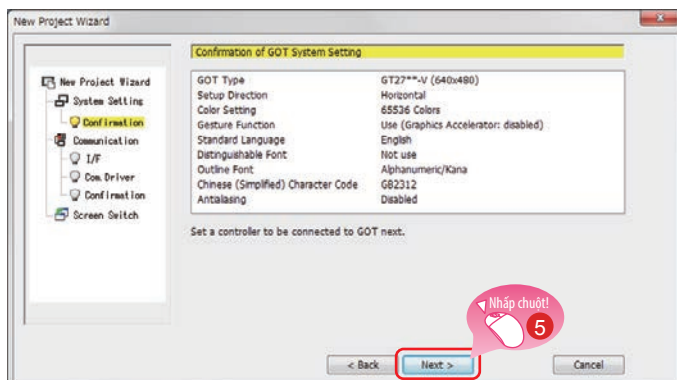 New Project Wizard
Confirmation of GOT System Setting
New Project Wizard
System Setting
Confirmation
Communication
I/F
Com. Driver
Confirmation
Screen Switch
GOT Type GT27**-V (640x480)
Setup Direction Horizontal
Color Setting 65536 Colors
Gesture Function Use (Graphics Accelerator: disabled)
Standard Language English
Distinguishable Font Not use
Outline Font Alphanumeric/Kana
Chinese (Simplified) Character Code GB2312
Antialiasing Disabled
Set a controller to be connected to GOT next.
Nhấp chuột!
5
< Back Next > Cancel